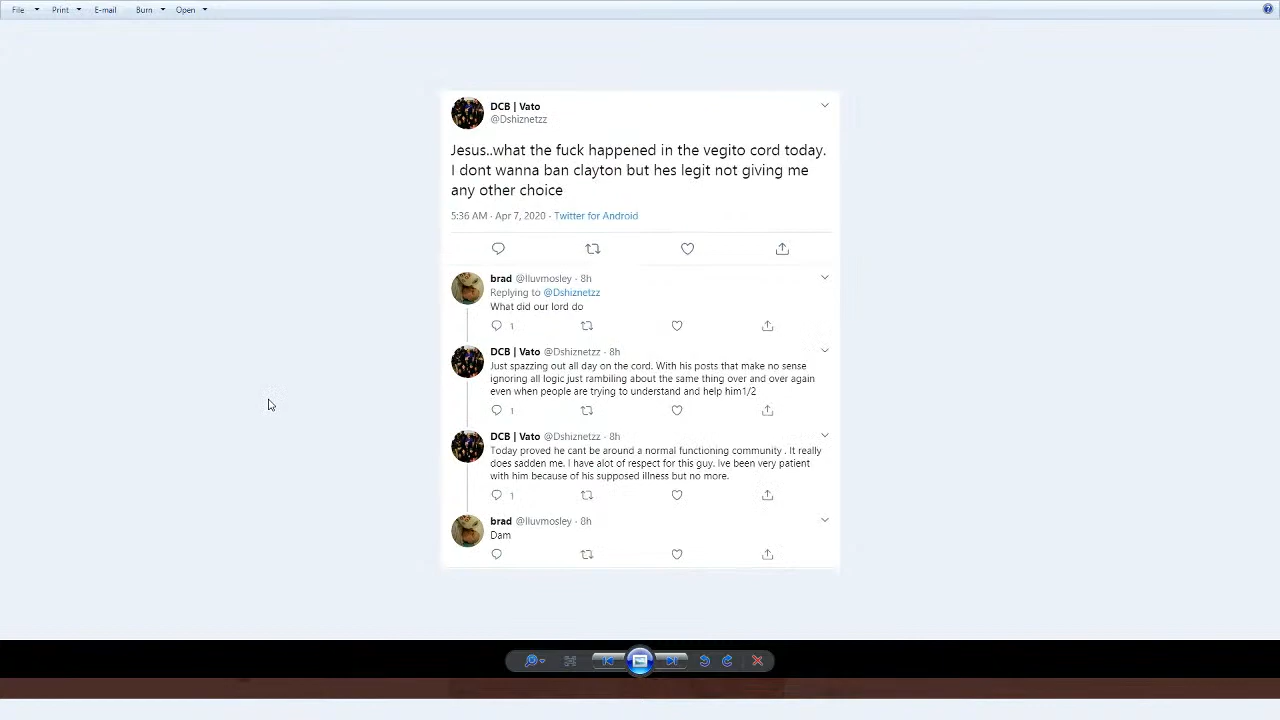 File Print E-mail Burn Open
DCB | Vato
@Dshiznetzz
Jesus..what the fuck happened in the vegito cord today.
I dont wanna ban clayton but hes legit not giving me
any other choice
5:36 AM · Apr 7, 2020 · Twitter for Android
brad @lluvmosley · 8h
Replying to @Dshiznetzz
What did our lord do
1
DCB | Vato @Dshiznetzz · 8h
Just spazzing out all day on the cord. With his posts that make no sense
ignoring all logic just rambiling about the same thing over and over again
even when people are trying to understand and help him1/2
1
DCB | Vato @Dshiznetzz · 8h
Today proved he cant be around a normal functioning community . It really
does sadden me. I have alot of respect for this guy. Ive been very patient
with him because of his supposed illness but no more.
1
brad @lluvmosley · 8h
Dam